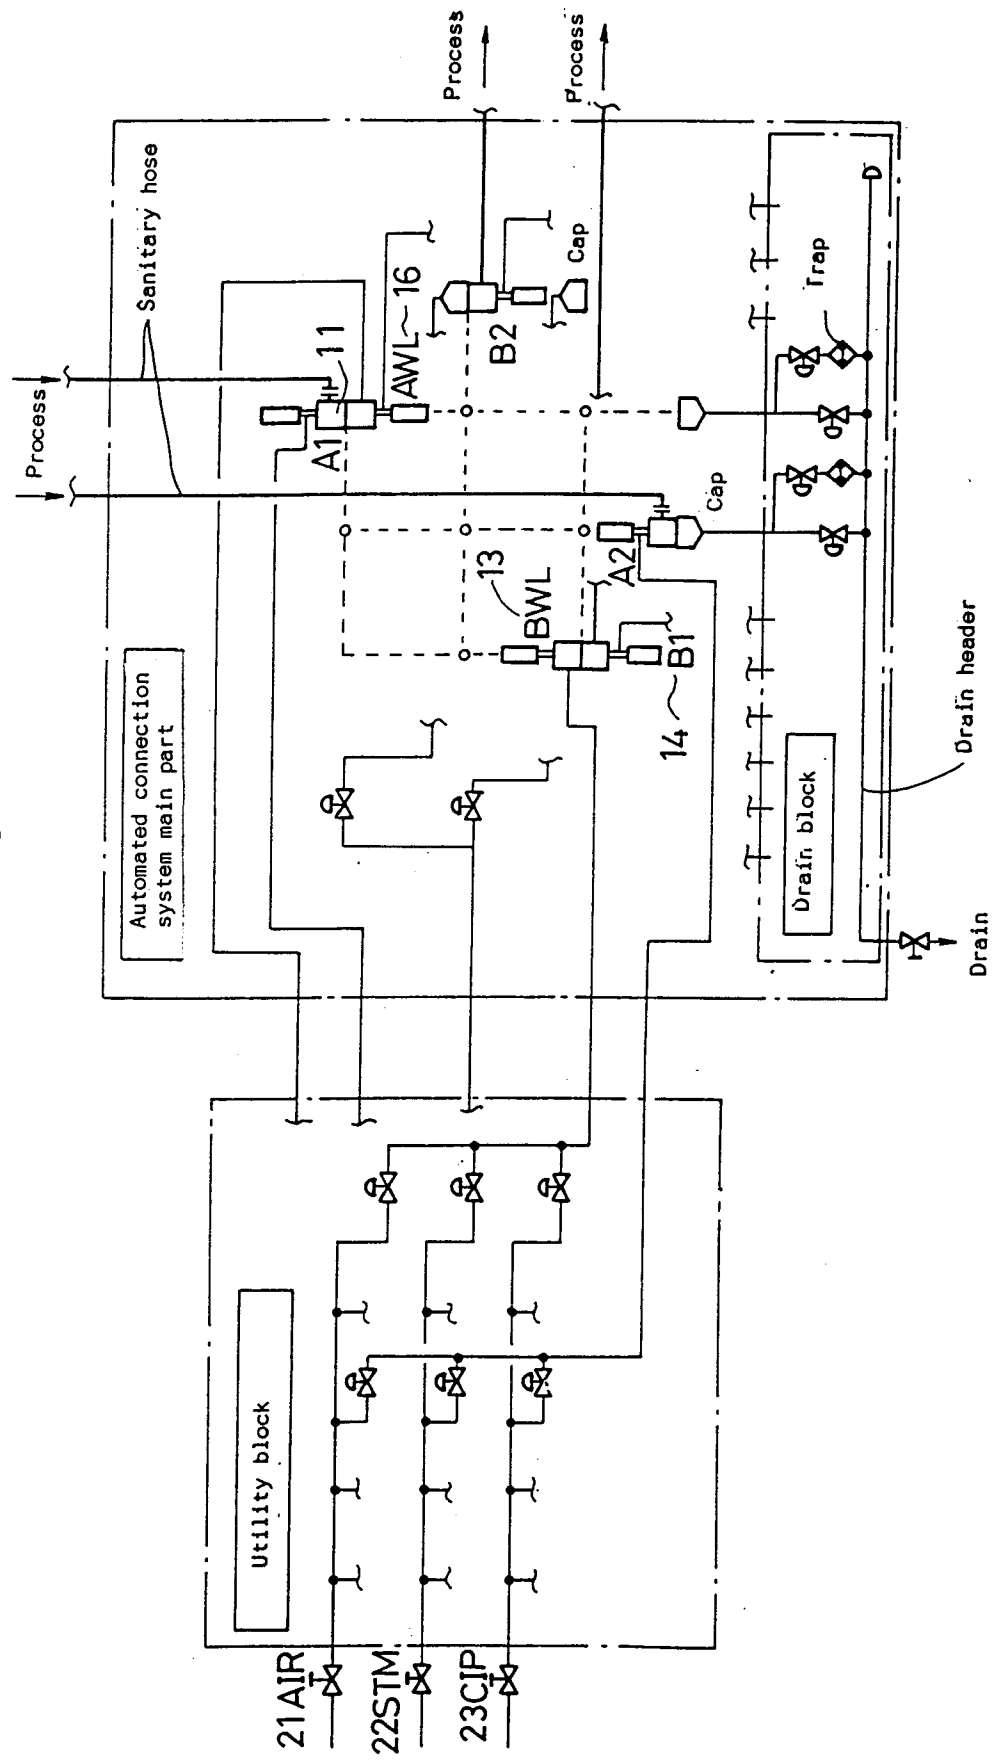 Process
Process
Process
Sanitary hose
11
A1
AWL~16
B2
Cap
Trap
Cap
A2
13
BWL
14~B1
Automated connection
system main part
Drain block
Drain header
Drain
Utility block
21AIR
22STM
23CIP